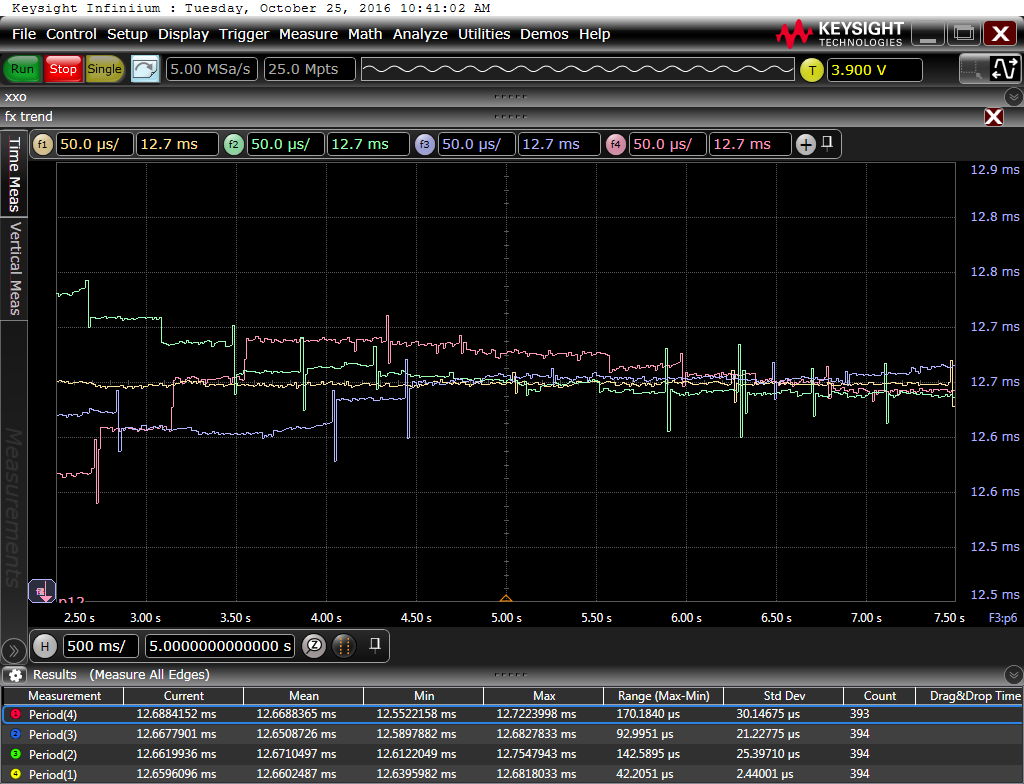 Keysight Infiniium : Tuesday, October 25, 2016 10:41:02 AM
File Control Setup Display Trigger Measure Math Analyze Utilities Demos Help
KEYSIGHT
TECHNOLOGIES
Run Stop Single 5.00 MSa/s 25.0 Mpts T 3.900 V
xxo
fx trend
f1 50.0 µs/ 12.7 ms f2 50.0 µs/ 12.7 ms f3 50.0 µs/ 12.7 ms f4 50.0 µs/ 12.7 ms
Time Meas
Vertical Meas
Measurements
12.9 ms
12.8 ms
12.8 ms
12.7 ms
12.7 ms
12.6 ms
12.6 ms
12.5 ms
12.5 ms
2.50 s 3.00 s 3.50 s 4.00 s 4.50 s 5.00 s 5.50 s 6.00 s 6.50 s 7.00 s 7.50 s F3:p6
H 500 ms/ 5.0000000000000 s
Results (Measure All Edges)
Measurement Current Mean Min Max Range (Max-Min) Std Dev Count Drag&Drop Time
1 Period(4) 12.6884152 ms 12.6688365 ms 12.5522158 ms 12.7223998 ms 170.1840 µs 30.14675 µs 393
2 Period(3) 12.6677901 ms 12.6508726 ms 12.5897882 ms 12.6827833 ms 92.9951 µs 21.22775 µs 394
3 Period(2) 12.6619936 ms 12.6710497 ms 12.6122049 ms 12.7547943 ms 142.5895 µs 25.39710 µs 394
4 Period(1) 12.6596096 ms 12.6602487 ms 12.6395982 ms 12.6818033 ms 42.2051 µs 2.44001 µs 394